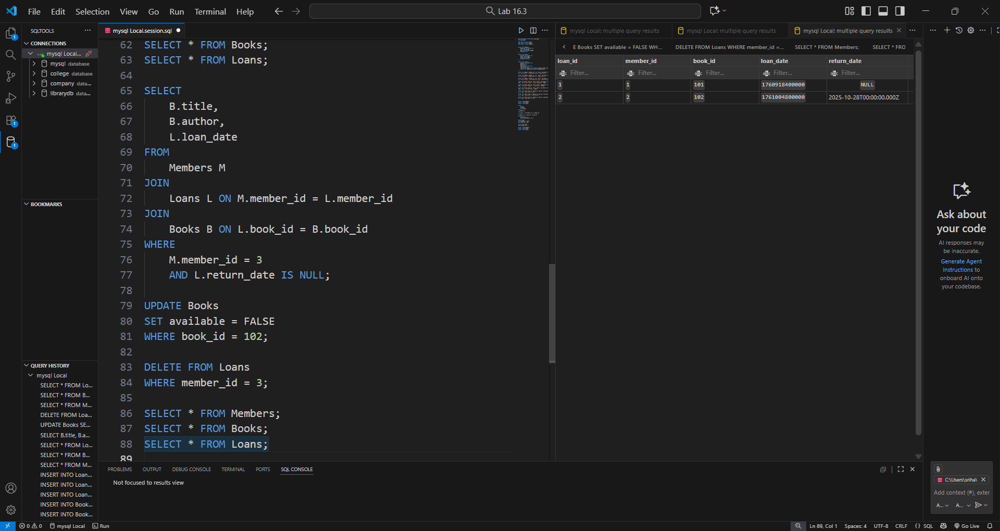 File Edit Selection View Go Run Terminal Help
Lab 16.3
SQLTOOLS
CONNECTIONS
mysql Local...
mysql database
college database
company data...
librarydb data...
BOOKMARKS
QUERY HISTORY
mysql Local
SELECT * FROM Lo...
SELECT * FROM B...
SELECT * FROM M...
DELETE FROM Loa...
UPDATE Books SE...
SELECT B.title, B.a...
SELECT * FROM Lo...
SELECT * FROM B...
SELECT * FROM M...
INSERT INTO Loan...
INSERT INTO Loan...
INSERT INTO Loan...
INSERT INTO Book...
INSERT INTO Book...
mysql Local.session.sql
62 SELECT * FROM Books;
63 SELECT * FROM Loans;
64
65 SELECT
66 B.title,
67 B.author,
68 L.loan_date
69 FROM
70 Members M
71 JOIN
72 Loans L ON M.member_id = L.member_id
73 JOIN
74 Books B ON L.book_id = B.book_id
75 WHERE
76 M.member_id = 3
77 AND L.return_date IS NULL;
78
79 UPDATE Books
80 SET available = FALSE
81 WHERE book_id = 102;
82
83 DELETE FROM Loans
84 WHERE member_id = 3;
85
86 SELECT * FROM Members;
87 SELECT * FROM Books;
88 SELECT * FROM Loans;
89
mysql Local: multiple query results
mysql Local: multiple query results
mysql Local: multiple query results
E Books SET available = FALSE WH... DELETE FROM Loans WHERE member_id =... SELECT * FROM Members; SELECT * FRO
loan_id member_id book_id loan_date return_date
abc Filter... abc Filter... abc Filter... abc Filter... abc Filter...
1 1 101 1760918400000 NULL
2 2 102 1761004800000 2025-10-28T00:00:00.000Z
Ask about
your code
AI responses may
be inaccurate.
Generate Agent
Instructions to
onboard AI onto
your codebase.
C:\Users\sriha\
Add context (#), exter
A... A...
PROBLEMS OUTPUT DEBUG CONSOLE TERMINAL PORTS SQL CONSOLE
Not focused to results view
0 0 mysql Local Run
Ln 89, Col 1 Spaces: 4 UTF-8 CRLF {} SQL Go Live